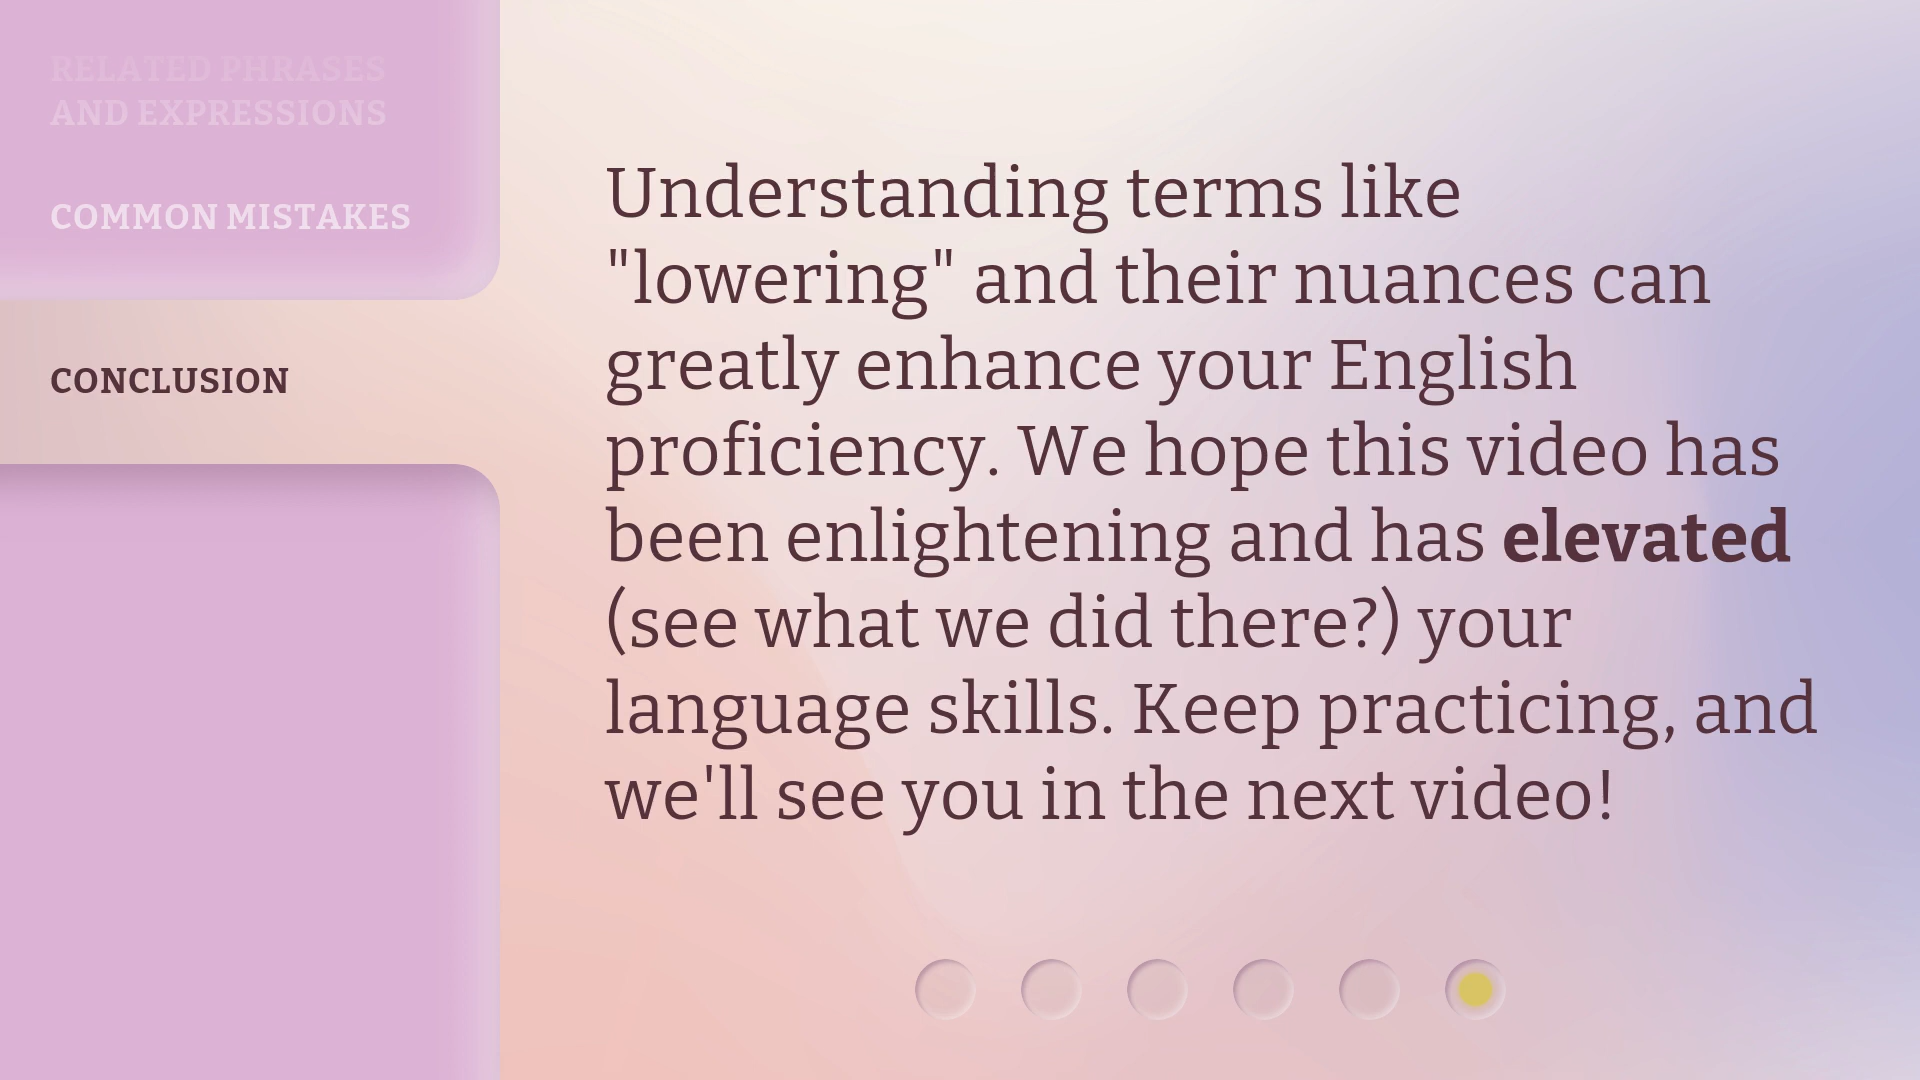 RELATED PHRASES
AND EXPRESSIONS
COMMON MISTAKES
CONCLUSION
Understanding terms like
"lowering" and their nuances can
greatly enhance your English
proficiency. We hope this video has
been enlightening and has elevated
(see what we did there?) your
language skills. Keep practicing, and
we'll see you in the next video!